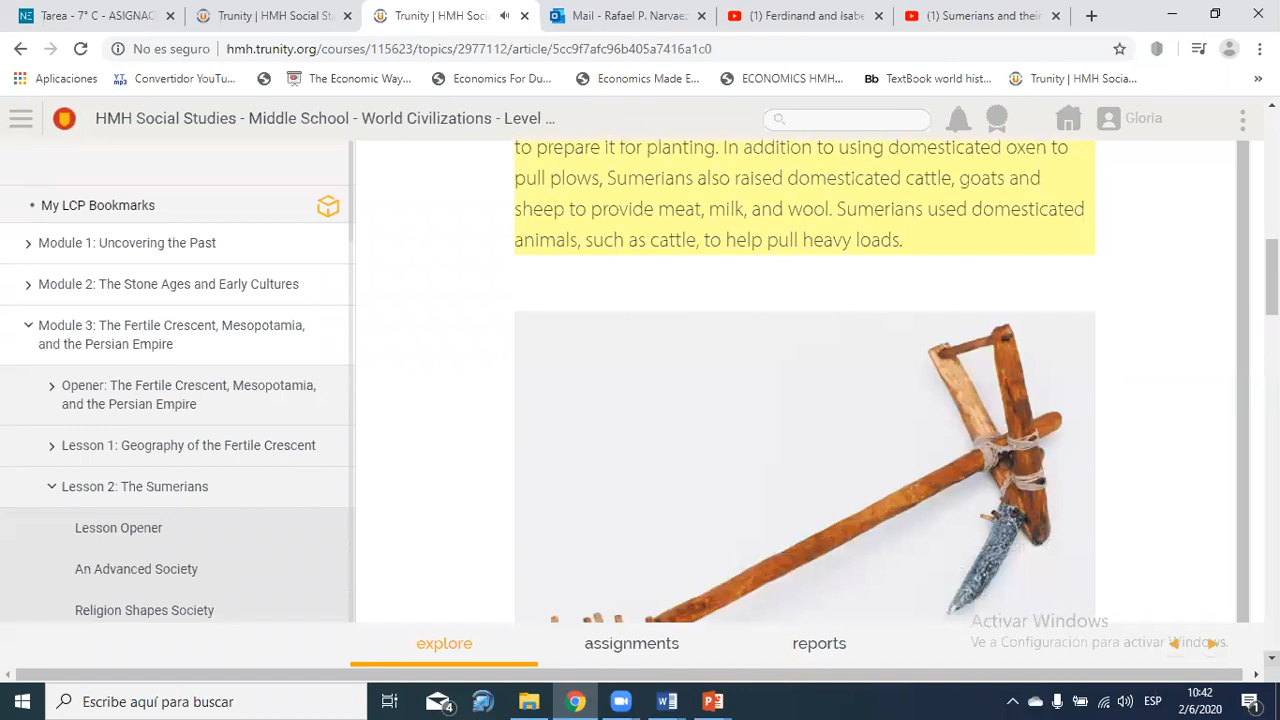 Tarea - 7° C - ASIGNAC
Trunity | HMH Social St
Trunity | HMH Social S
Mail - Rafael P. Narvaez
(1) Ferdinand and isabe
(1) Sumerians and their
No es seguro
hmh.trunity.org/courses/115623/topics/2977112/article/5cc9f7afc96b405a7416a1c0
Aplicaciones
Convertidor YouTu...
The Economic Way...
Economics For Du...
Economics Made E...
ECONOMICS HMH...
Bb TextBook world hist...
Trunity | HMH Socia...
»
HMH Social Studies - Middle School - World Civilizations - Level ...
Gloria
My LCP Bookmarks
Module 1: Uncovering the Past
Module 2: The Stone Ages and Early Cultures
Module 3: The Fertile Crescent, Mesopotamia,
and the Persian Empire
Opener: The Fertile Crescent, Mesopotamia,
and the Persian Empire
Lesson 1: Geography of the Fertile Crescent
Lesson 2: The Sumerians
Lesson Opener
An Advanced Society
Religion Shapes Society
to prepare it for planting. In addition to using domesticated oxen to
pull plows, Sumerians also raised domesticated cattle, goats and
sheep to provide meat, milk, and wool. Sumerians used domesticated
animals, such as cattle, to help pull heavy loads.
Activar Windows
Ve a Configuración para activar Windows.
explore
assignments
reports
Escribe aquí para buscar
4
ESP
10:42
2/6/2020
1